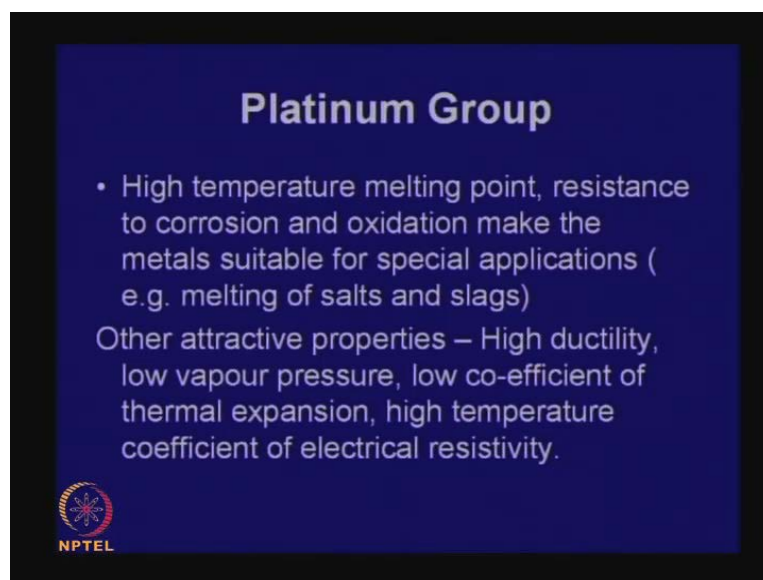 Platinum Group
• High temperature melting point, resistance
to corrosion and oxidation make the
metals suitable for special applications (
e.g. melting of salts and slags)
Other attractive properties – High ductility,
low vapour pressure, low co-efficient of
thermal expansion, high temperature
coefficient of electrical resistivity.
NPTEL